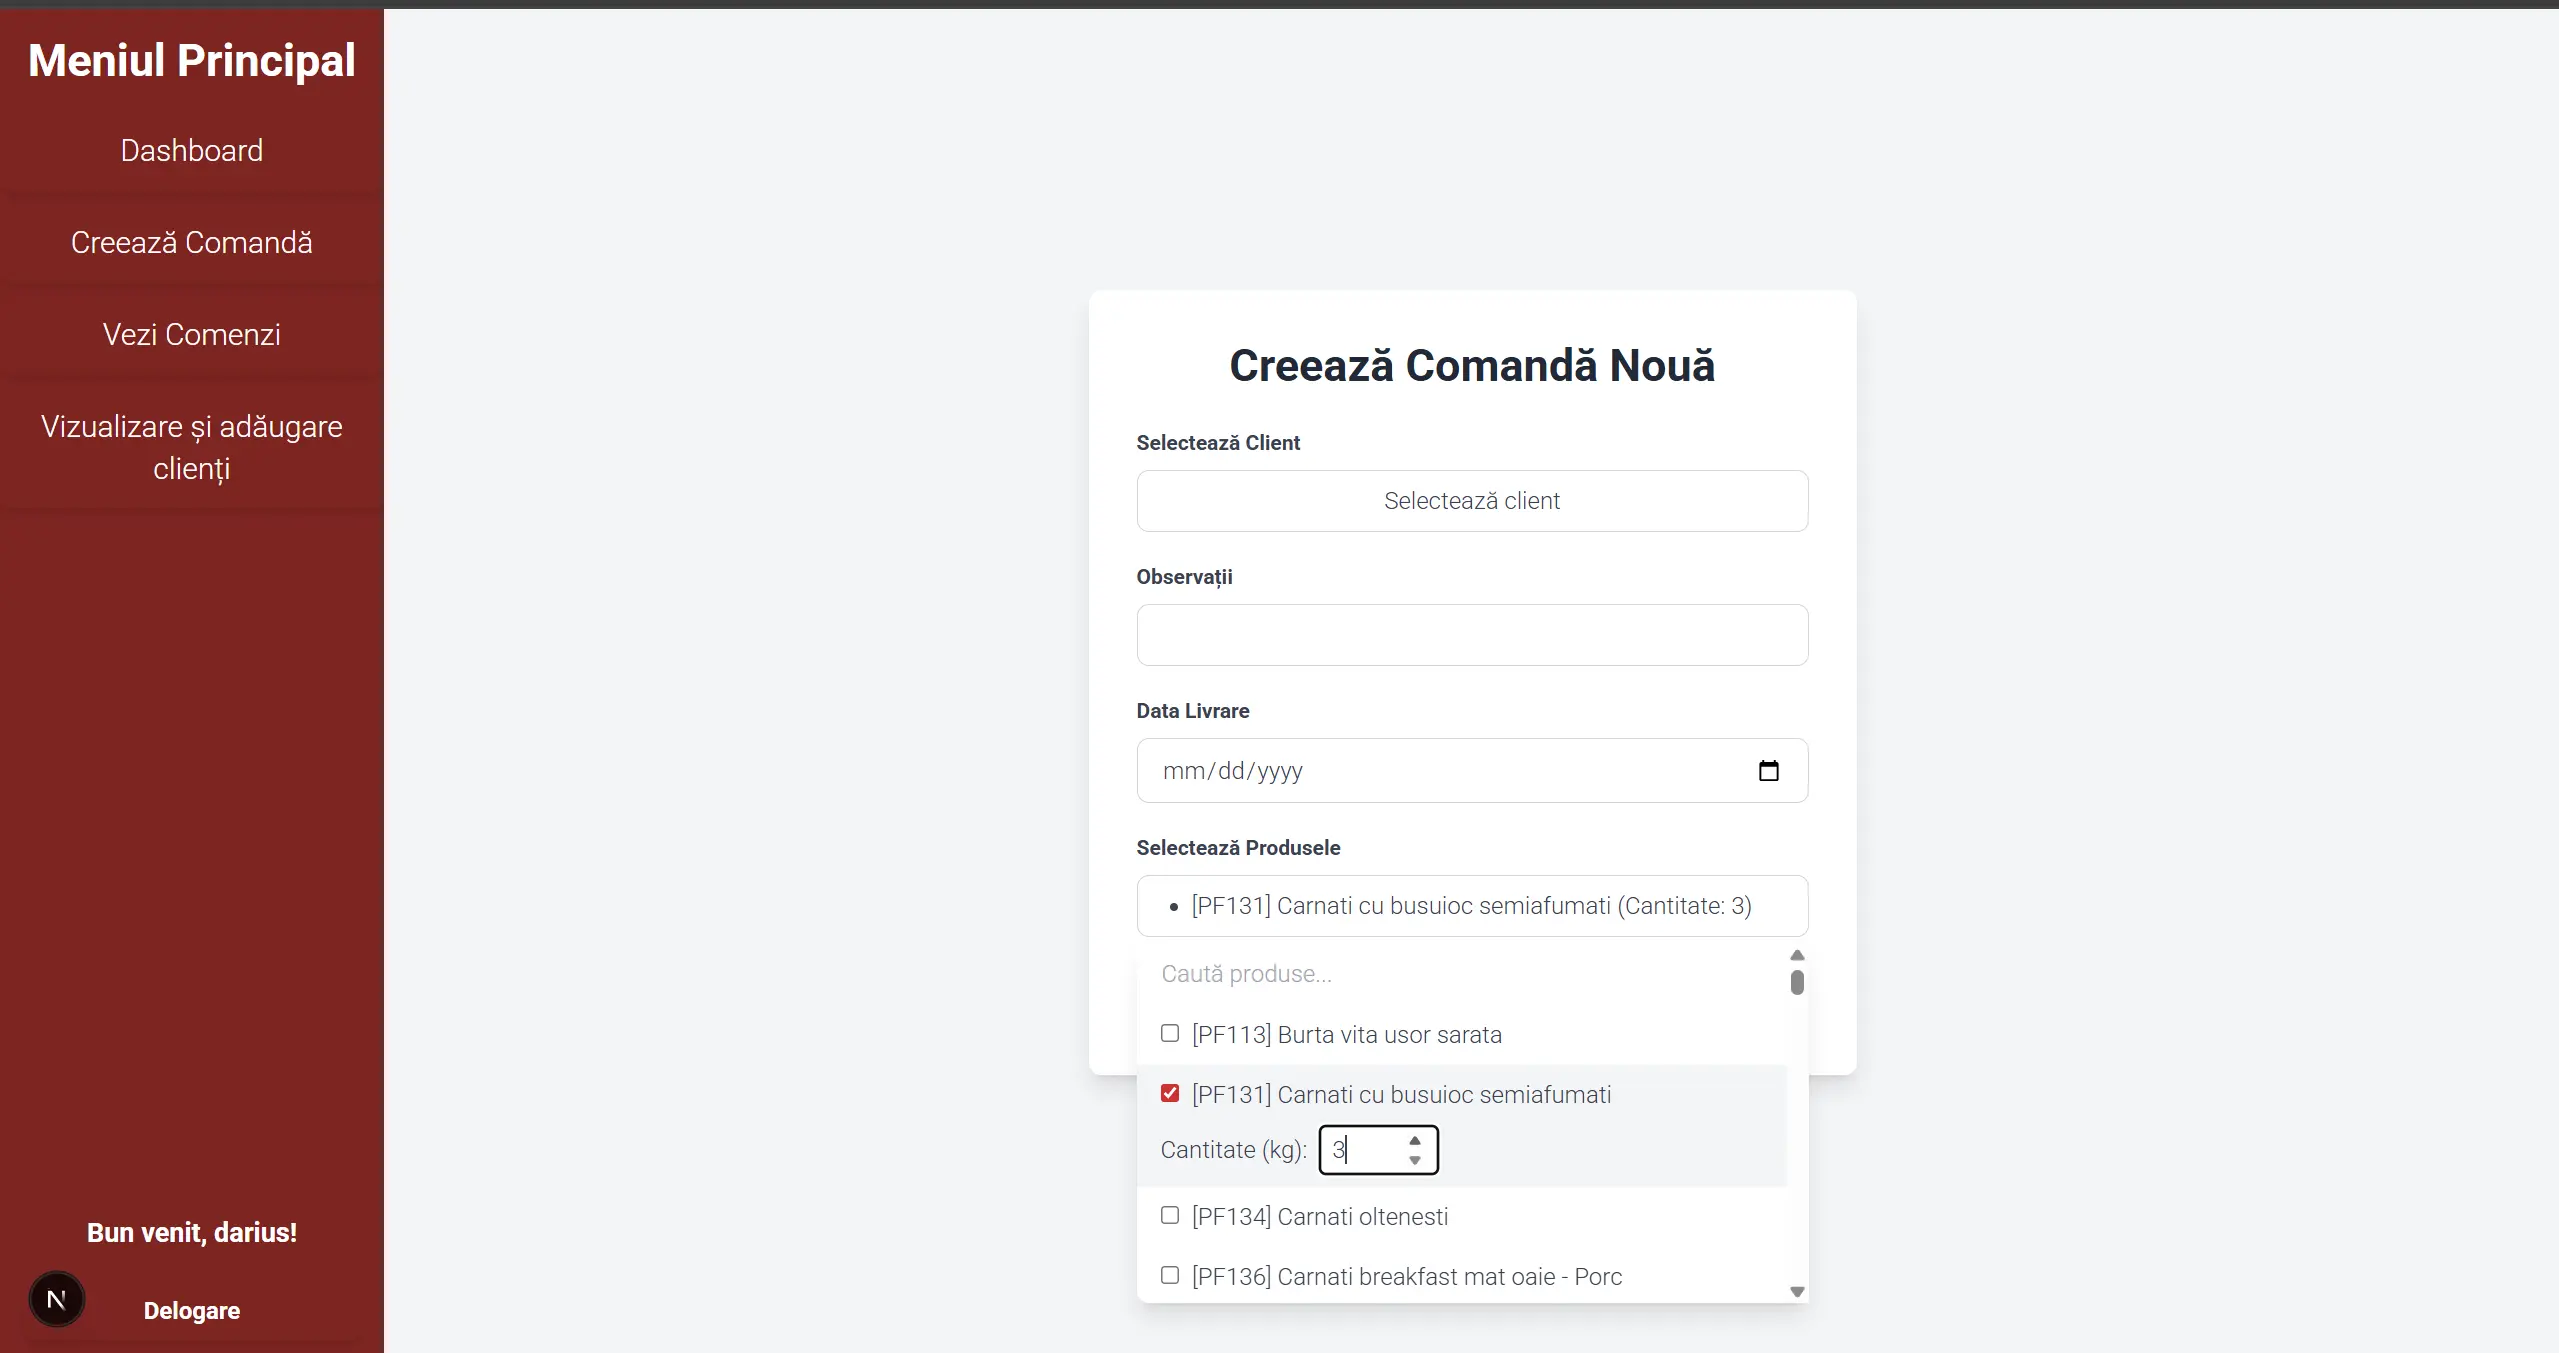 Meniul Principal
Dashboard
Creează Comandă
Vezi Comenzi
Vizualizare și adăugare
clienți
Bun venit, darius!
N
Delogare
Creează Comandă Nouă
Selectează Client
Selectează client
Observații
Data Livrare
mm/dd/yyyy
Selectează Produsele
• [PF131] Carnati cu busuioc semiafumati (Cantitate: 3)
Caută produse...
[PF113] Burta vita usor sarata
[PF131] Carnati cu busuioc semiafumati
Cantitate (kg): 3
[PF134] Carnati oltenesti
[PF136] Carnati breakfast mat oaie - Porc